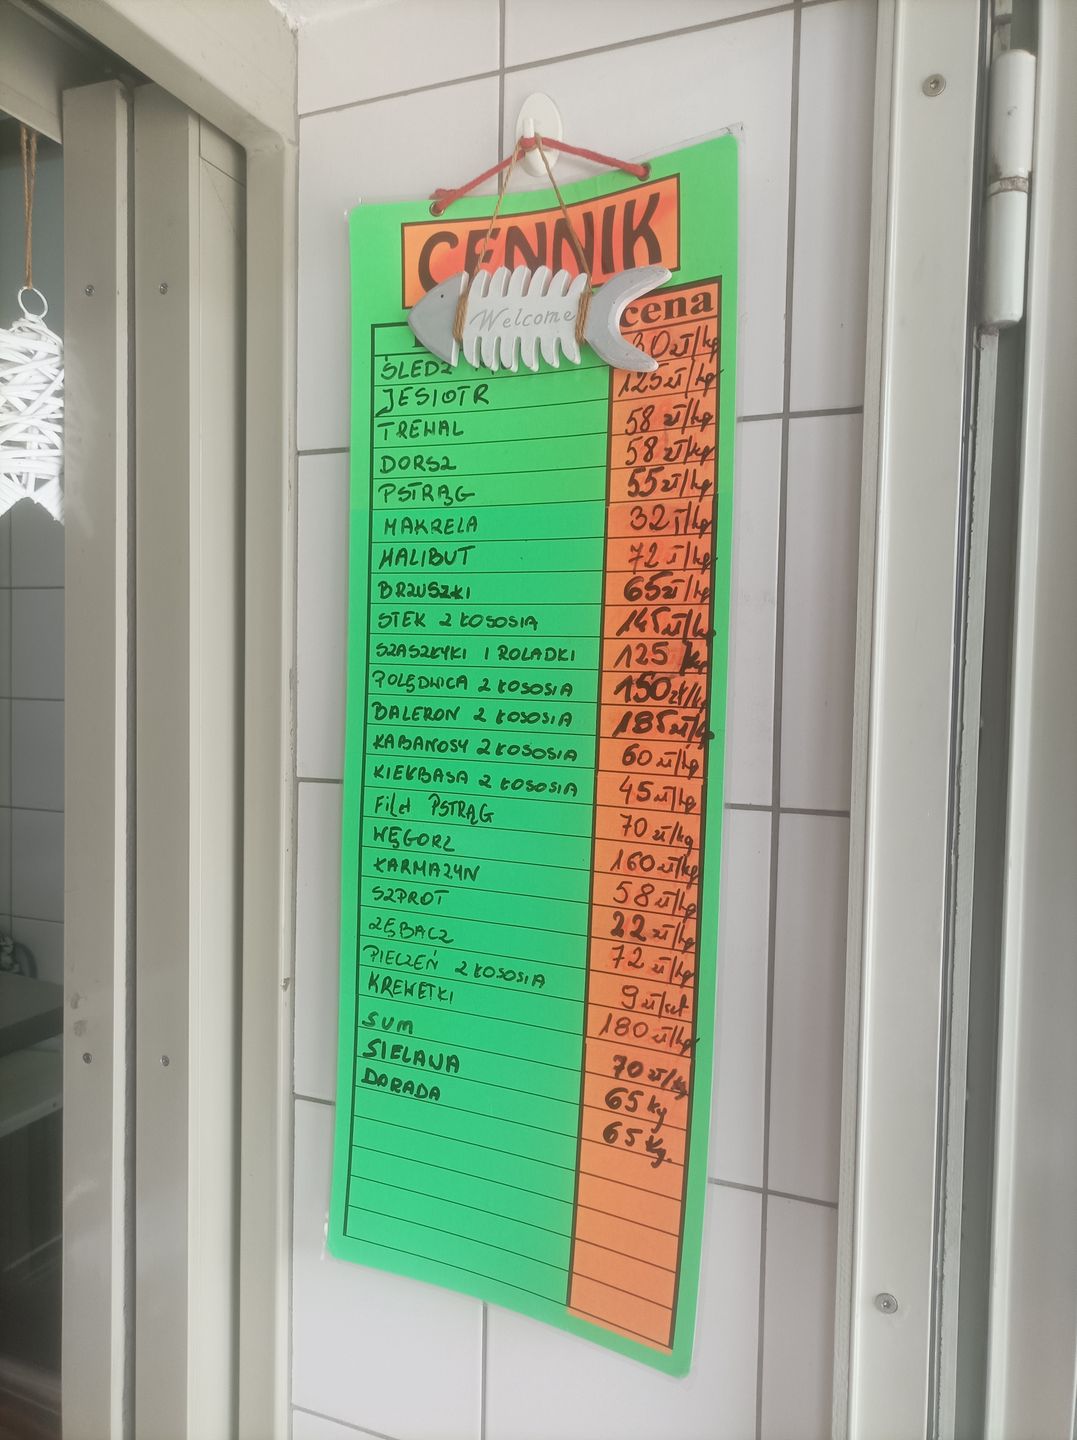 CENNIK
Welcome
cena
ŚLEDŹ 30 zł/kg
JESIOTR 125 zł/kg
TREWAL 58 zł/kg
DORSZ 58 zł/kg
PSTRĄG 55 zł/kg
MAKRELA 32 zł/kg
HALIBUT 72 zł/kg
BRZUSZKI 65 zł/kg
STEK Z ŁOSOSIA 145 zł/kg
SZASZŁYKI I ROLADKI 125 /kg
POLĘDWICA Z ŁOSOSIA 150 zł/kg
BALERON Z ŁOSOSIA 185 zł/kg
KABANOSY Z ŁOSOSIA 60 zł/kg
KIEŁBASA Z ŁOSOSIA 45 zł/kg
Filet PSTRĄG 70 zł/kg
WĘGORZ 160 zł/kg
KARMAZYN 58 zł/kg
SZPROT 22 zł/kg
ZĘBACZ 72 zł/kg
PIECZEŃ Z ŁOSOSIA 9 zł/szt
KREWETKI 180 zł/kg
SUM 70 zł/kg
SIELAWA 65 kg
DORADA 65 kg.